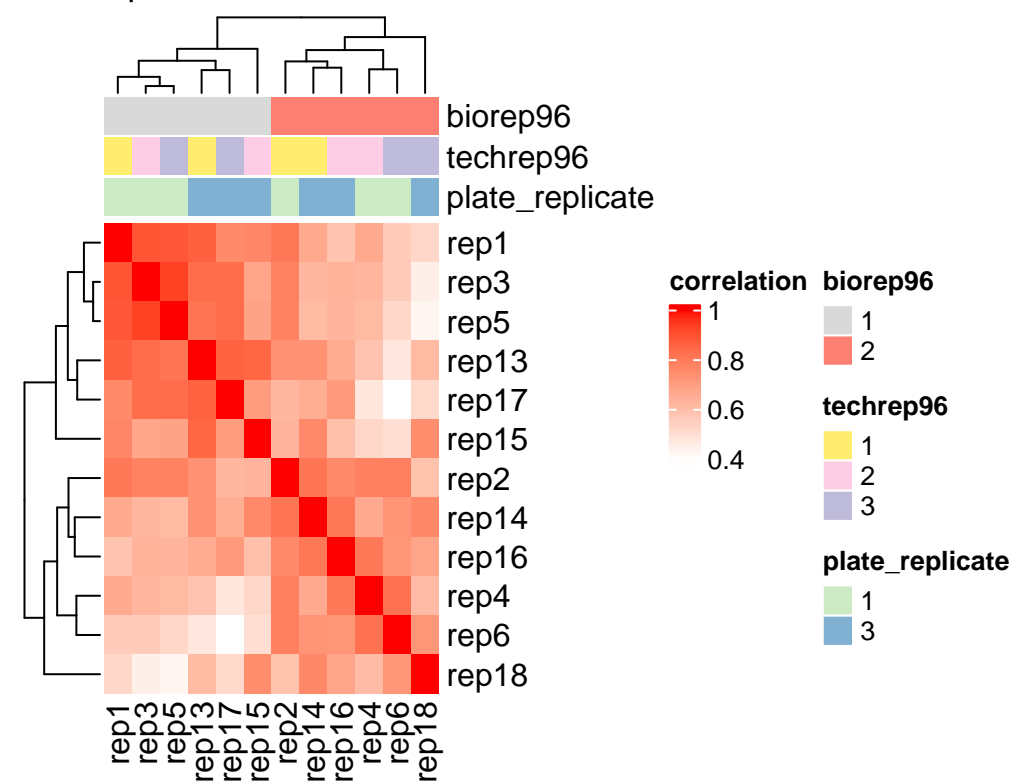 biorep96
techrep96
plate_replicate
rep1
rep3
rep5
rep13
rep17
rep15
rep2
rep14
rep16
rep4
rep6
rep18
rep1
rep3
rep5
rep13
rep17
rep15
rep2
rep14
rep16
rep4
rep6
rep18
correlation
1
0.8
0.6
0.4
biorep96
1
2
techrep96
1
2
3
plate_replicate
1
3